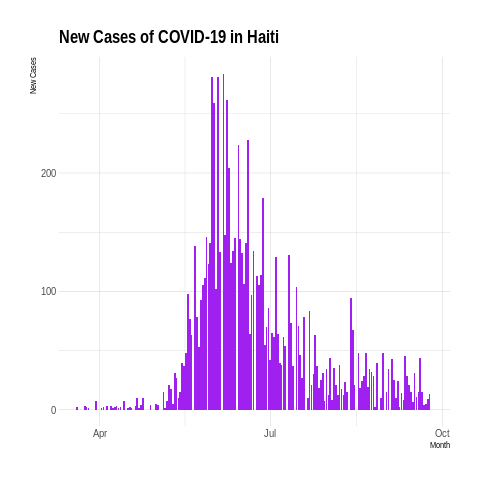 New Cases of COVID-19 in Haiti
New Cases
200
100
0
Apr
Jul
Oct
Month